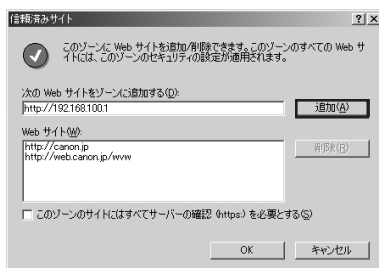 信頼済みサイト
このゾーンに Web サイトを追加/削除できます。このゾーンのすべての Web サ
イトには、このゾーンのセキュリティの設定が適用されます。
次の Web サイトをゾーンに追加する(D):
http://192.168.100.1
追加(A)
Web サイト(W):
http://canon.jp
http://web.canon.jp/wvw
削除(R)
このゾーンのサイトにはすべてサーバーの確認 (https:) を必要とする(S)
OK
キャンセル